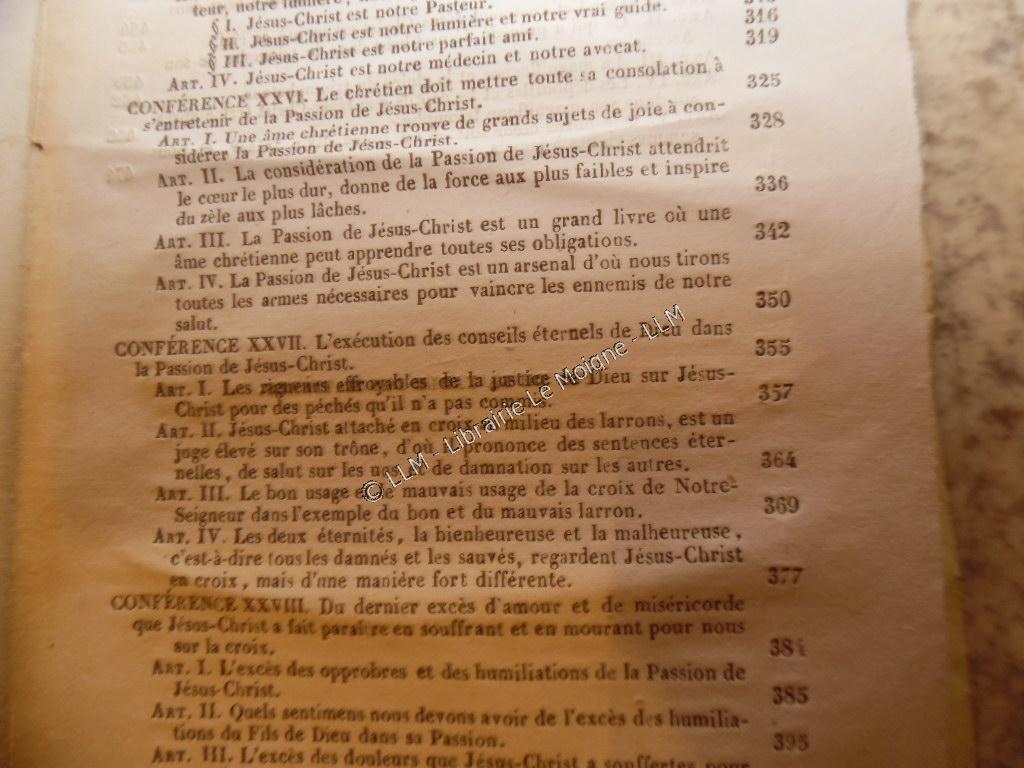 teur, notre lumière,
§ I. Jésus-Christ est notre Pasteur.
§ II. Jésus-Christ est notre lumière et notre vrai guide. 316
§ III. Jésus-Christ est notre parfait ami. 319
ART. IV. Jésus-Christ est notre médecin et notre avocat.
CONFÉRENCE XXVI. Le chrétien doit mettre toute sa consolation à 325
s'entretenir de la Passion de Jésus-Christ.
ART. I. Une âme chrétienne trouve de grands sujets de joie à con- 328
sidérer la Passion de Jésus-Christ.
ART. II. La considération de la Passion de Jésus-Christ attendrit
le cœur le plus dur, donne de la force aux plus faibles et inspire
du zèle aux plus lâches. 336
ART. III. La Passion de Jésus-Christ est un grand livre où une
âme chrétienne peut apprendre toutes ses obligations. 342
ART. IV. La Passion de Jésus-Christ est un arsenal d'où nous tirons
toutes les armes nécessaires pour vaincre les ennemis de notre
salut. 350
CONFÉRENCE XXVII. L'exécution des conseils éternels de Dieu dans
la Passion de Jésus-Christ. 355
ART. I. Les rigueurs effroyables de la justice de Dieu sur Jésus-
Christ pour des péchés qu'il n'a pas commis. 357
ART. II. Jésus-Christ attaché en croix au milieu des larrons, est un
juge élevé sur son trône, d'où il prononce des sentences éter-
nelles, de salut sur les uns et de damnation sur les autres. 364
ART. III. Le bon usage et le mauvais usage de la croix de Notre-
Seigneur dans l'exemple du bon et du mauvais larron. 369
ART. IV. Les deux éternités, la bienheureuse et la malheureuse,
c'est-à-dire tous les damnés et les sauvés, regardent Jésus-Christ
en croix, mais d'une manière fort différente. 377
CONFÉRENCE XXVIII. Du dernier excès d'amour et de miséricorde
que Jésus-Christ a fait paraître en souffrant et en mourant pour nous
sur la croix. 384
ART. I. L'excès des opprobres et des humiliations de la Passion de
Jésus-Christ. 385
ART. II. Quels sentimens nous devons avoir de l'excès des humilia-
tions du Fils de Dieu dans sa Passion. 395
ART. III. L'excès des douleurs que Jésus-Christ a souffertes pour
© LLM - Librairie Le Moigne - LLM